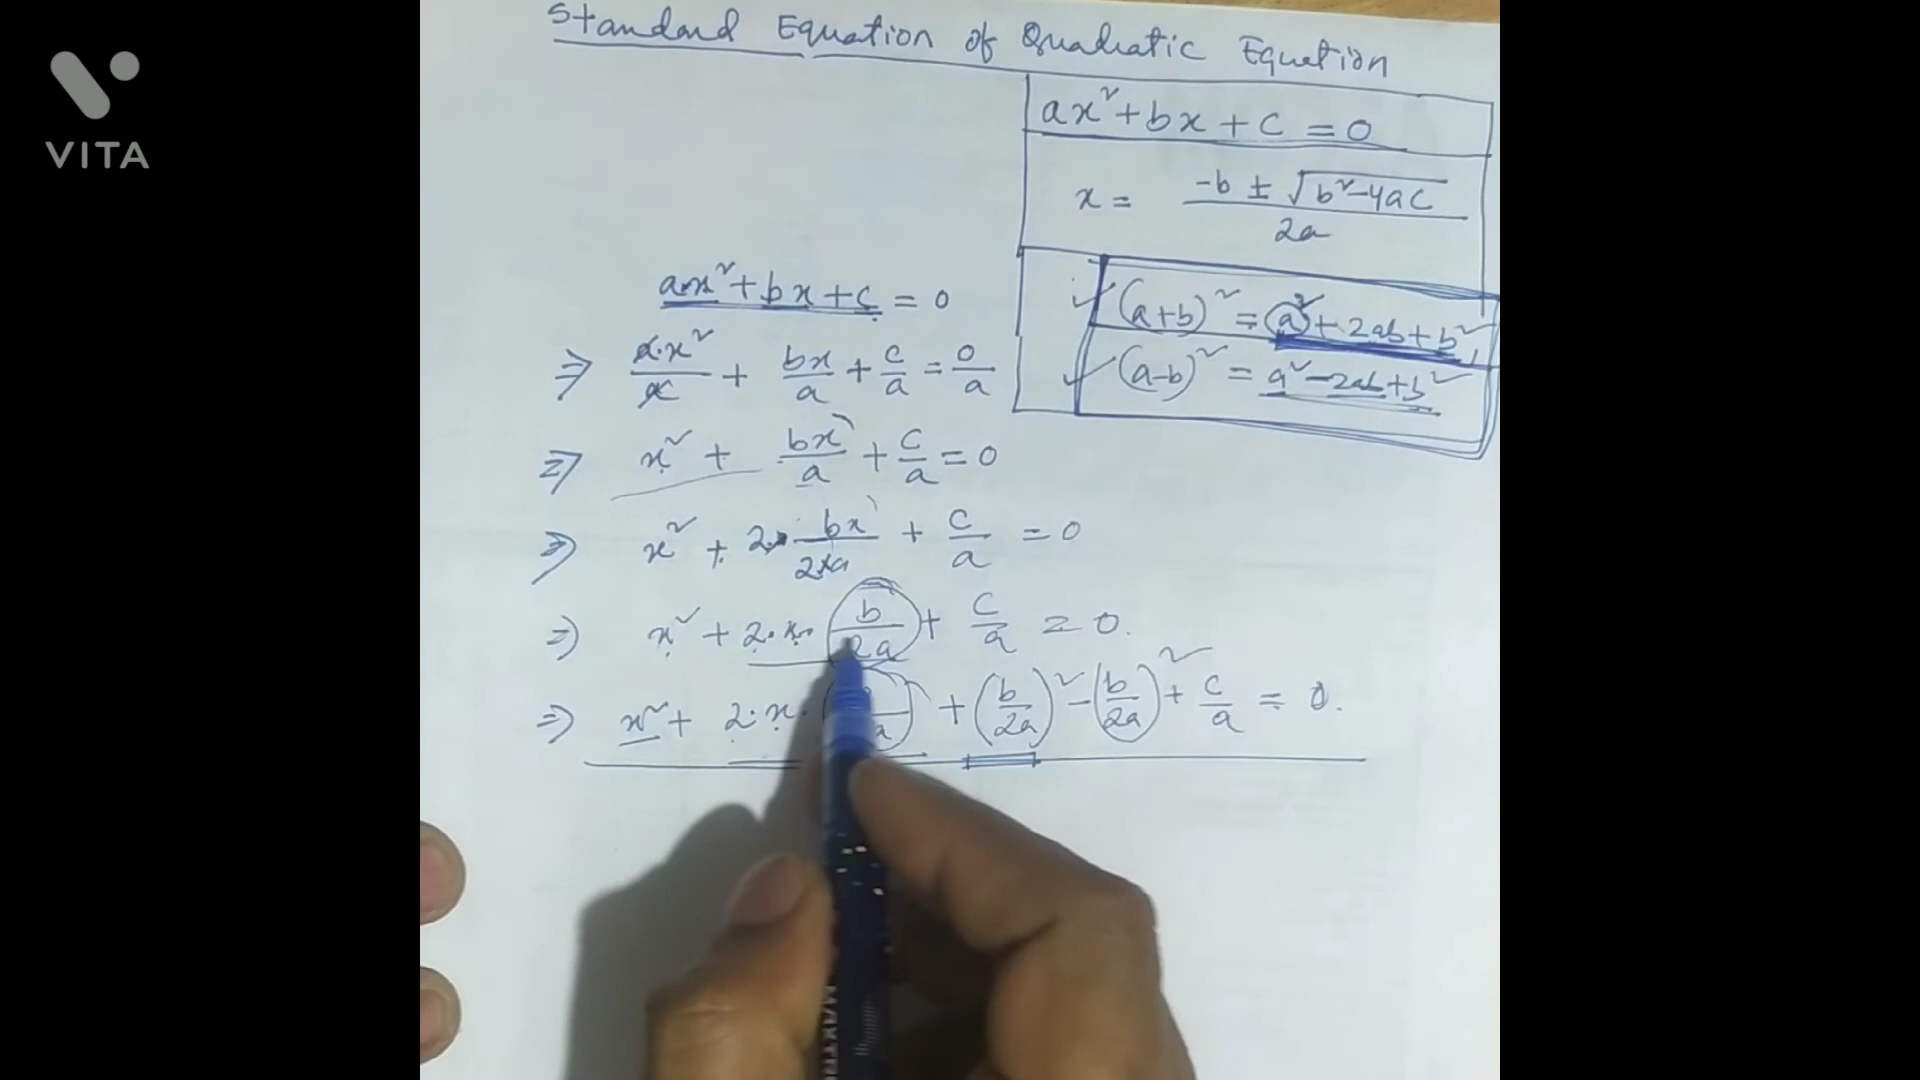 VITA
Standard Equation of Quadratic Equation
ax² + bx + c = 0
x = (-b ± √(b²-4ac)) / 2a
(a+b)² = a² + 2ab + b²,
(a-b)² = a² - 2ab + b²
ax² + bx + c = 0
⇒ a·x²/a + bx/a + c/a = 0/a
⇒ x² + bx/a + c/a = 0
⇒ x² + 2· bx/2×a + c/a = 0
⇒ x² + 2·x· b/2a + c/a = 0.
⇒ x² + 2·x· + (b/2a)² - (b/2a)² + c/a = 0.